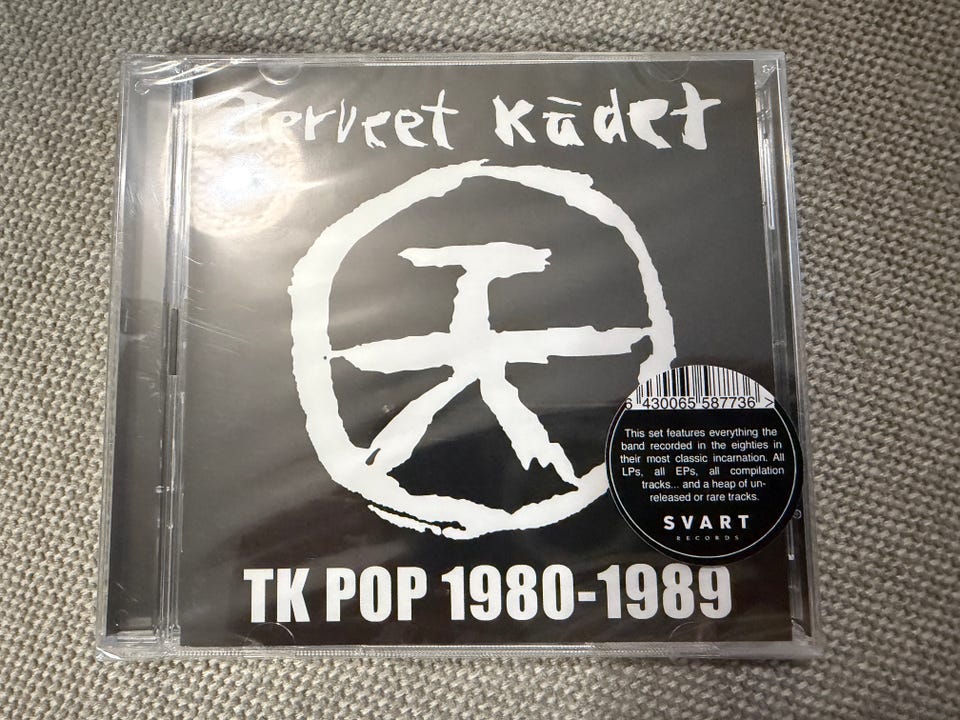 Terveet Kädet
TK POP 1980-1989
6 430065 587736 >
This set features everything the
band recorded in the eighties in
their most classic incarnation. All
LPs, all EPs, all compilation
tracks... and a heap of un-
released or rare tracks.
SVART
RECORDS